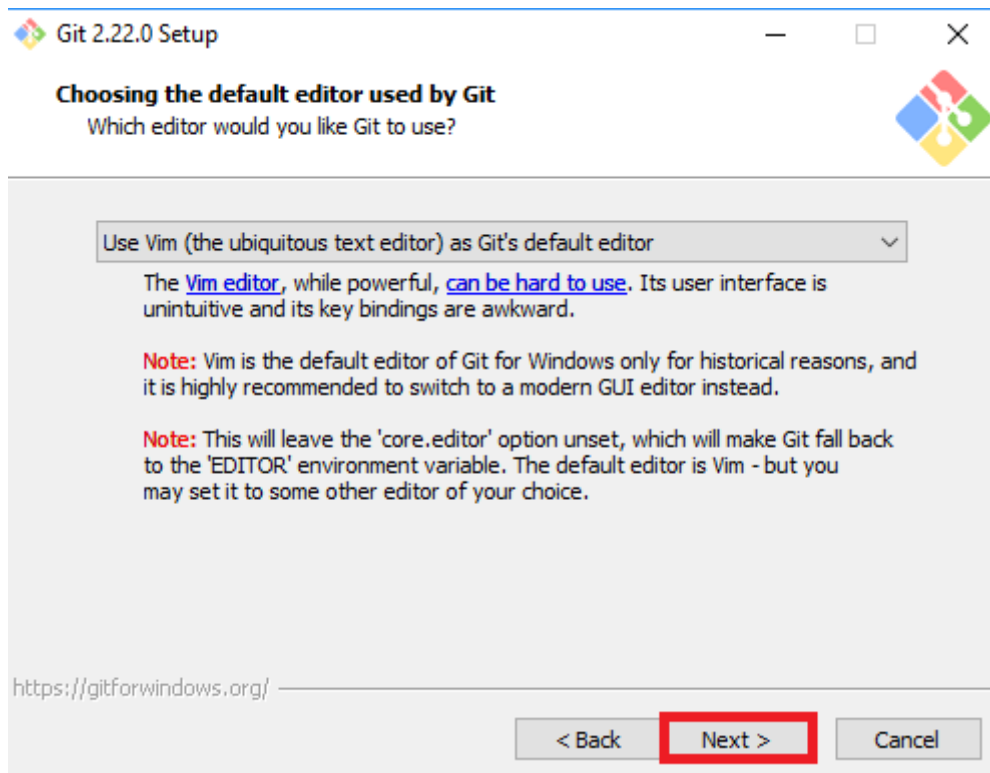 Git 2.22.0 Setup
Choosing the default editor used by Git
Which editor would you like Git to use?
Use Vim (the ubiquitous text editor) as Git's default editor
The Vim editor, while powerful, can be hard to use. Its user interface is
unintuitive and its key bindings are awkward.
Note: Vim is the default editor of Git for Windows only for historical reasons, and
it is highly recommended to switch to a modern GUI editor instead.
Note: This will leave the 'core.editor' option unset, which will make Git fall back
to the 'EDITOR' environment variable. The default editor is Vim - but you
may set it to some other editor of your choice.
https://gitforwindows.org/
< Back Next > Cancel